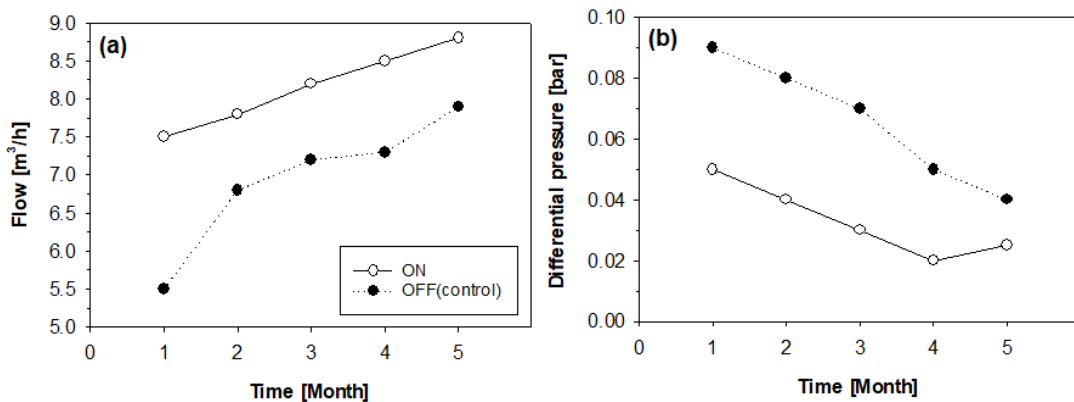 (a)
Flow [m³/h]
9.0
8.5
8.0
7.5
7.0
6.5
6.0
5.5
5.0
0 1 2 3 4 5
Time [Month]
ON
OFF(control)
(b)
Differential pressure [bar]
0.10
0.08
0.06
0.04
0.02
0.00
0 1 2 3 4 5
Time [Month]